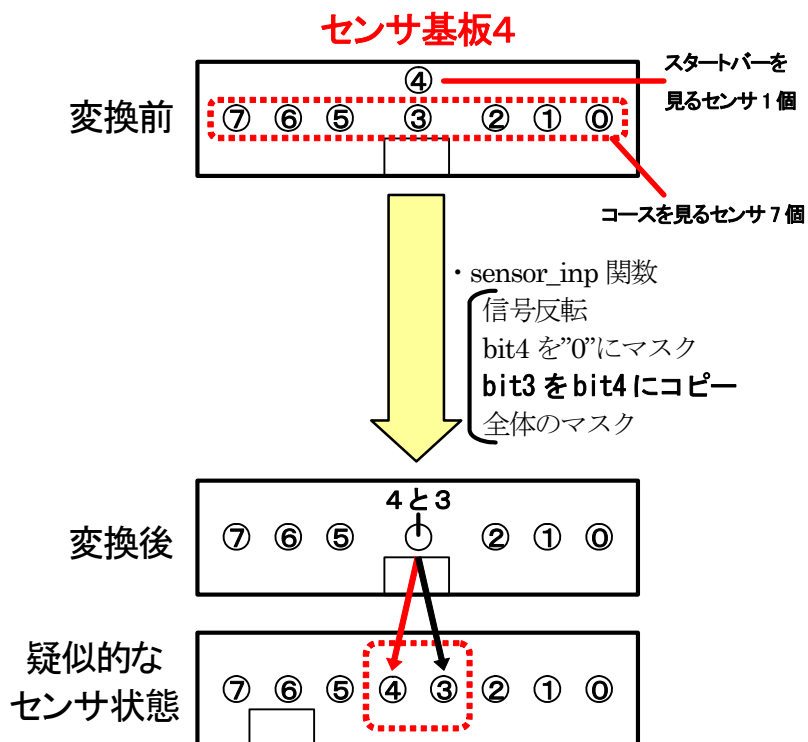 センサ基板4
スタートバーを
見るセンサ1個
変換前
④
⑦ ⑥ ⑤ ③ ② ① ⓪
コースを見るセンサ7個
・sensor_inp 関数
信号反転
bit4 を”0”にマスク
bit3 をbit4 にコピー
全体のマスク
変換後
4と3
⑦ ⑥ ⑤ ② ① ⓪
疑似的な
センサ状態
⑦ ⑥ ⑤ ④ ③ ② ① ⓪